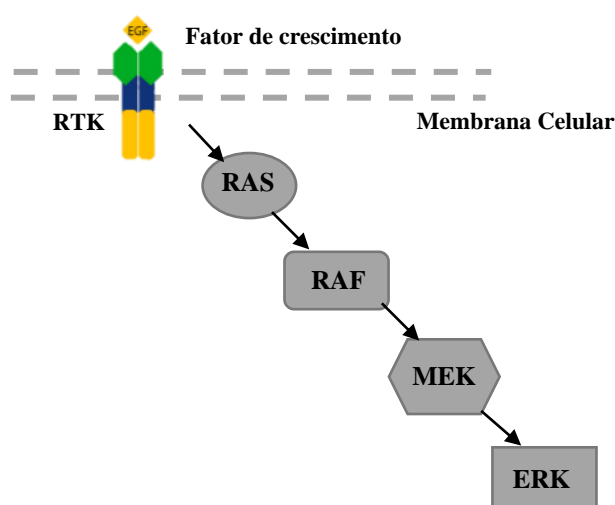 EGF
Fator de crescimento
RTK
Membrana Celular
RAS
RAF
MEK
ERK